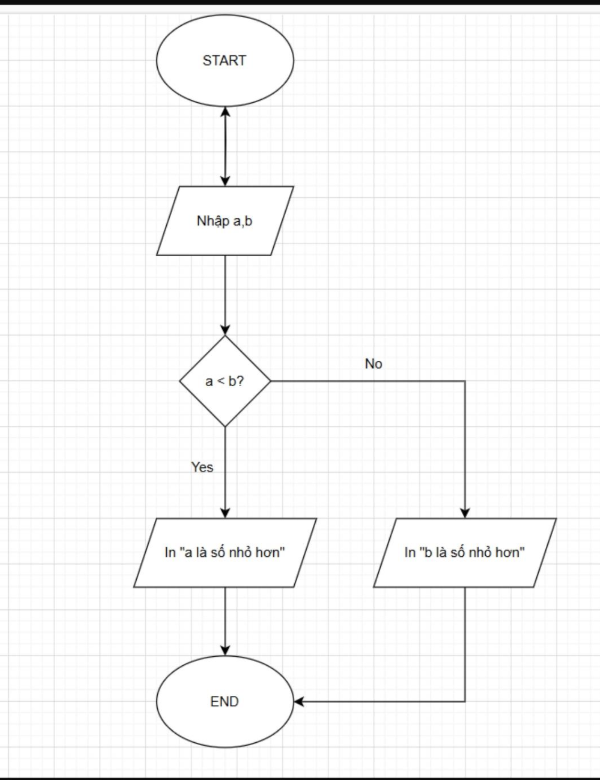 START
Nhập a,b
a < b?
No
Yes
In "a là số nhỏ hơn"
In "b là số nhỏ hơn"
END